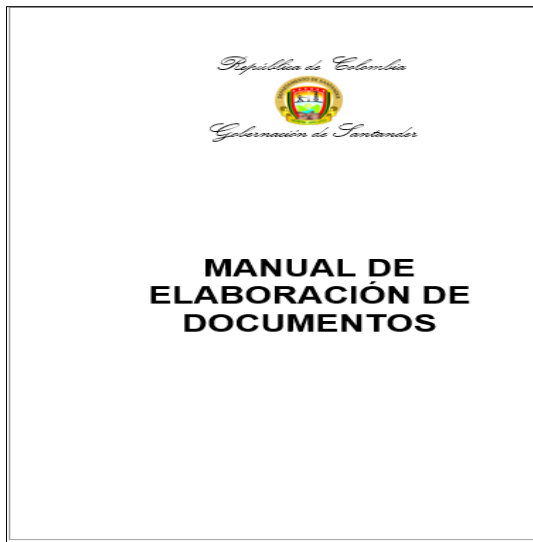 República de Colombia
Gobernación de Santander
MANUAL DE
ELABORACIÓN DE
DOCUMENTOS